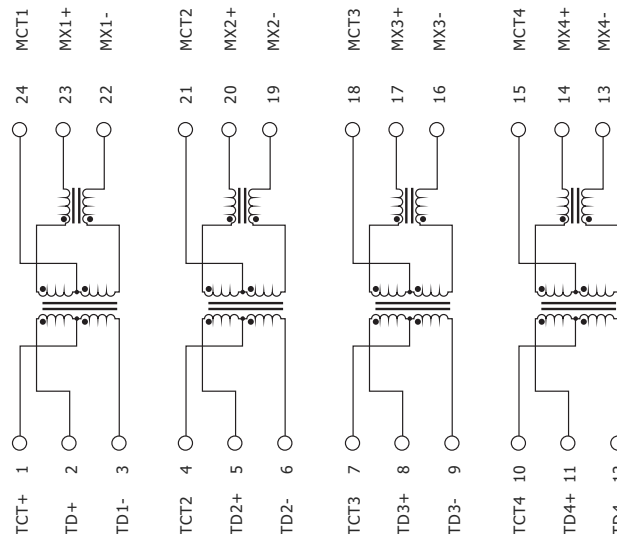 MCT1 MX1+ MX1- MCT2 MX2+ MX2- MCT3 MX3+ MX3- MCT4 MX4+ MX4-
24 23 22 21 20 19 18 17 16 15 14 13
1 2 3 4 5 6 7 8 9 10 11 12
TCT+ TD+ TD1- TCT2 TD2+ TD2- TCT3 TD3+ TD3- TCT4 TD4+ TD4